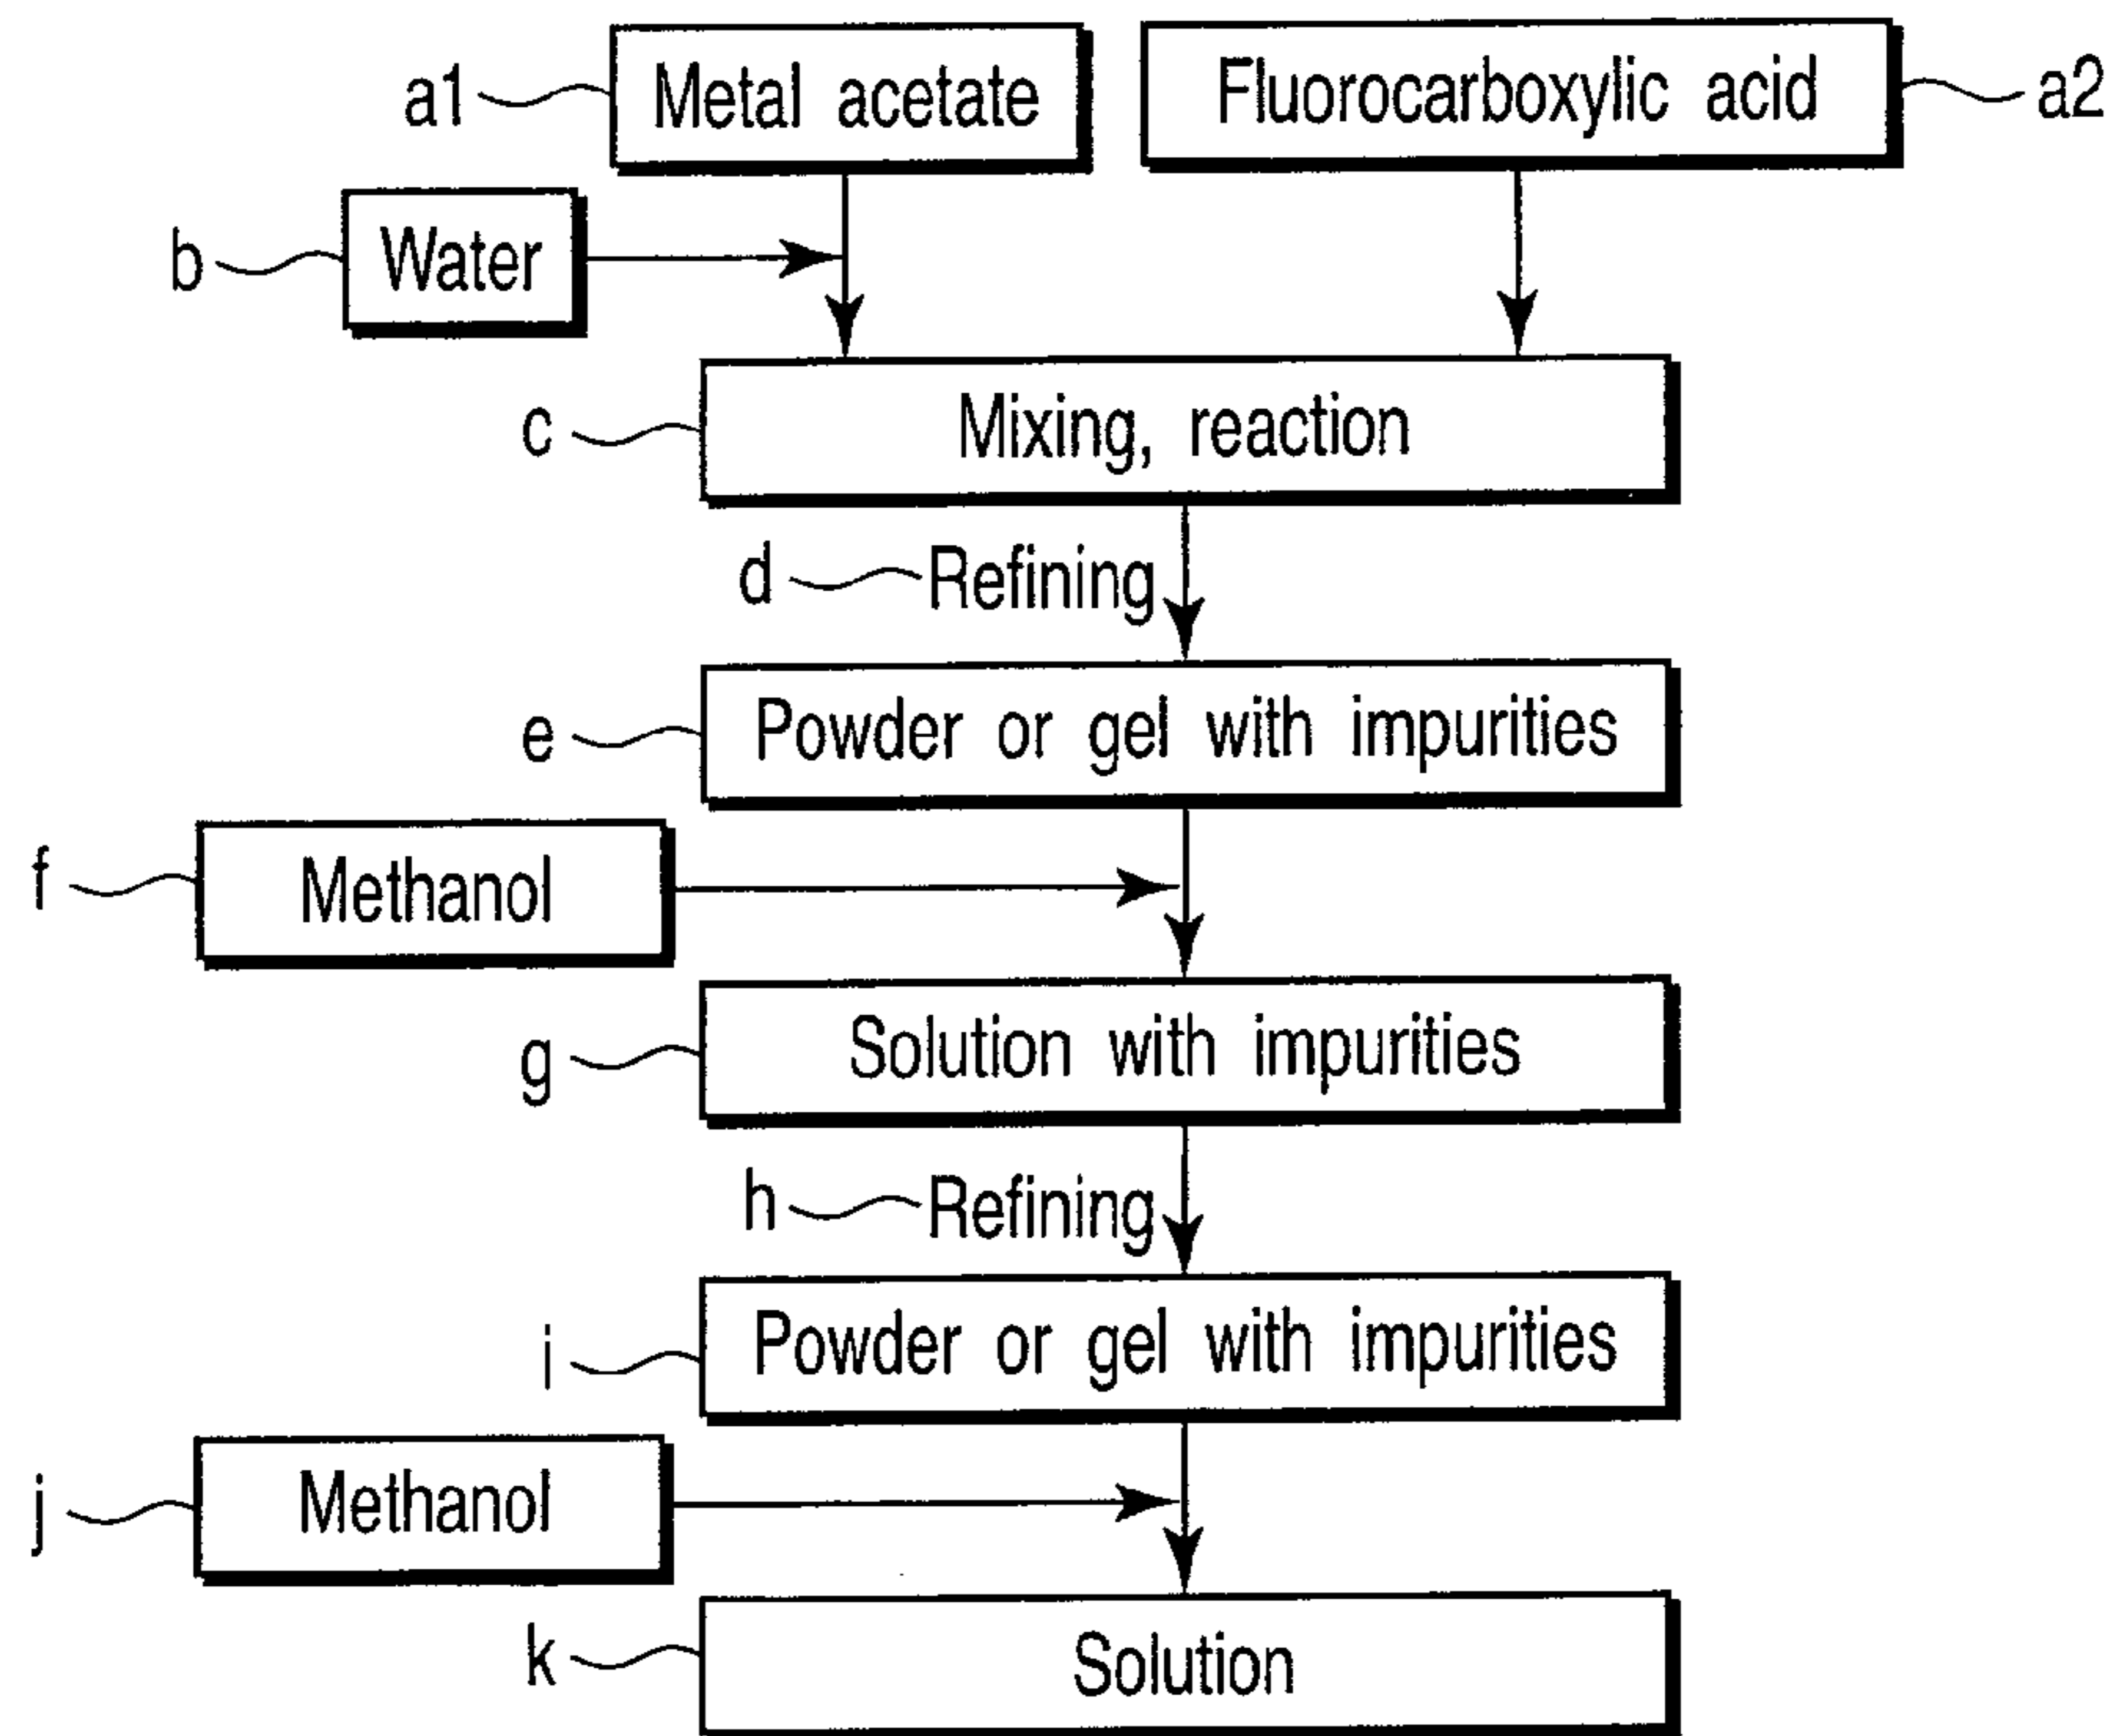 a1 Metal acetate Fluorocarboxylic acid a2
b Water
c Mixing, reaction
d Refining
e Powder or gel with impurities
f Methanol
g Solution with impurities
h Refining
i Powder or gel with impurities
j Methanol
k Solution